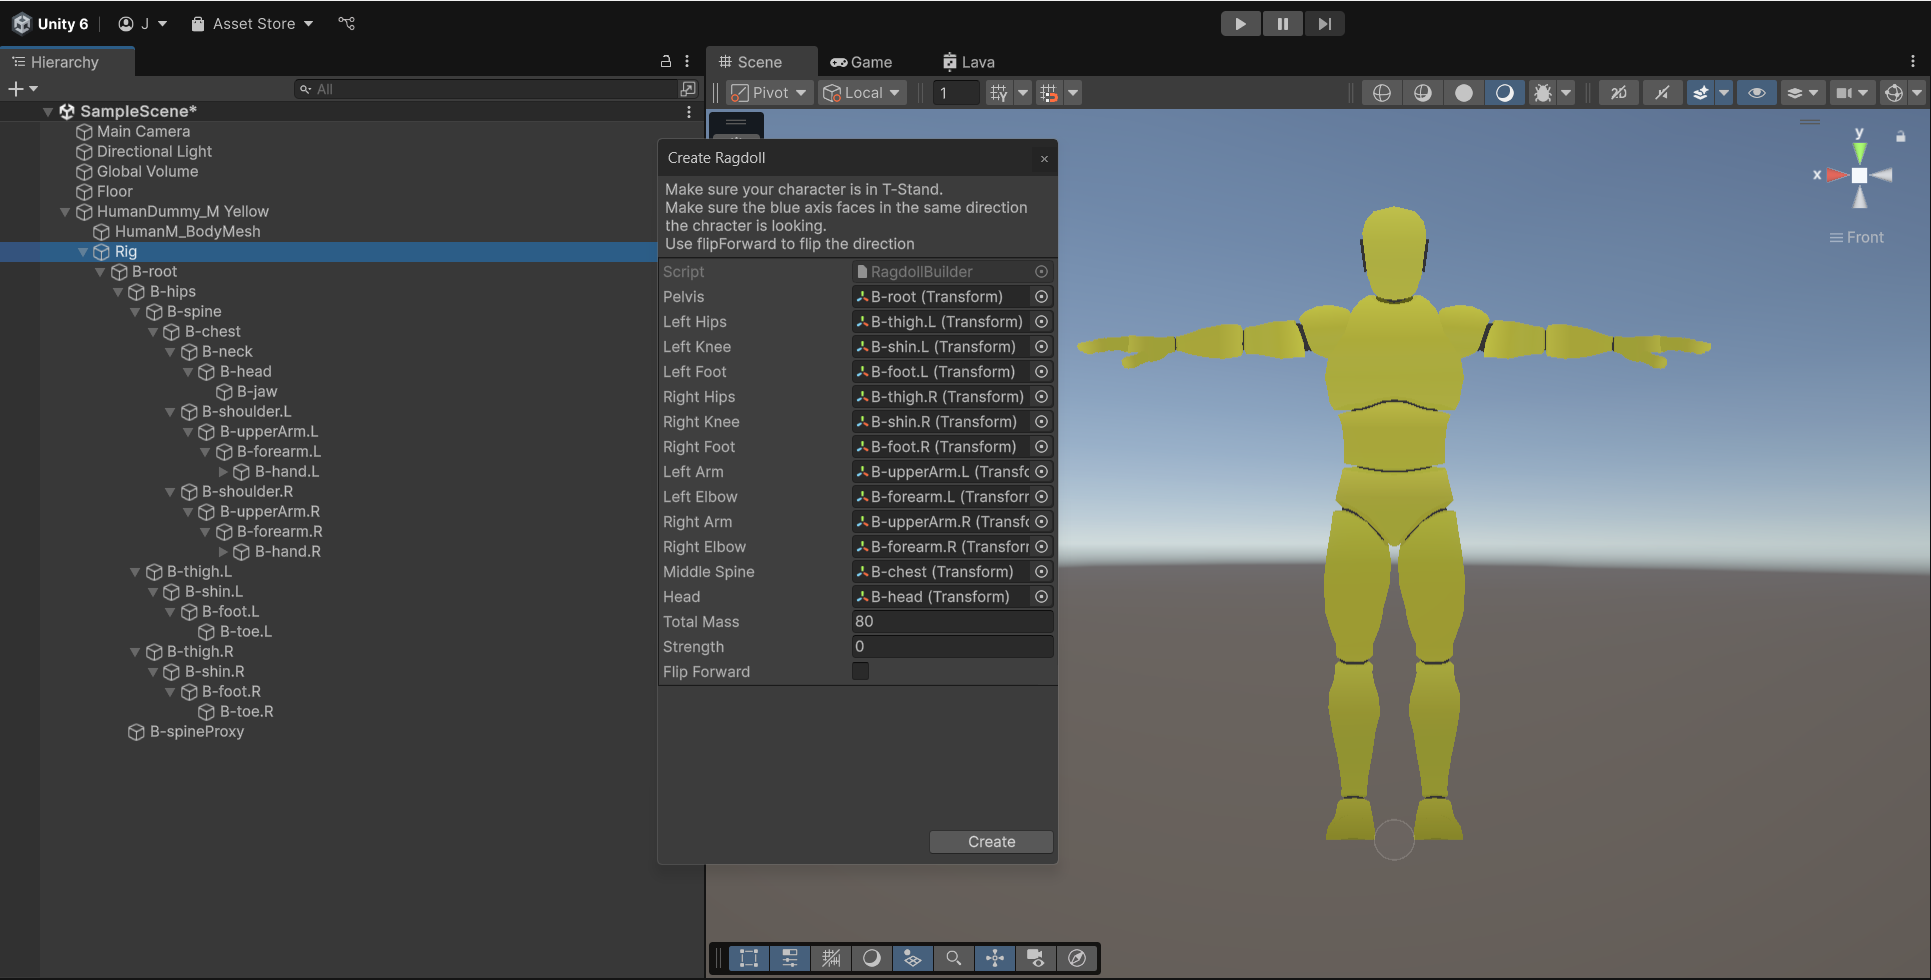 Unity 6 J Asset Store
Hierarchy
All
SampleScene*
Main Camera
Directional Light
Global Volume
Floor
HumanDummy_M Yellow
HumanM_BodyMesh
Rig
B-root
B-hips
B-spine
B-chest
B-neck
B-head
B-jaw
B-shoulder.L
B-upperArm.L
B-forearm.L
B-hand.L
B-shoulder.R
B-upperArm.R
B-forearm.R
B-hand.R
B-thigh.L
B-shin.L
B-foot.L
B-toe.L
B-thigh.R
B-shin.R
B-foot.R
B-toe.R
B-spineProxy
Scene Game Lava
Pivot Local 1 2D
Create Ragdoll
Make sure your character is in T-Stand.
Make sure the blue axis faces in the same direction
the chracter is looking.
Use flipForward to flip the direction
Script RagdollBuilder
Pelvis B-root (Transform)
Left Hips B-thigh.L (Transform)
Left Knee B-shin.L (Transform)
Left Foot B-foot.L (Transform)
Right Hips B-thigh.R (Transform)
Right Knee B-shin.R (Transform)
Right Foot B-foot.R (Transform)
Left Arm B-upperArm.L (Transfo
Left Elbow B-forearm.L (Transforr
Right Arm B-upperArm.R (Transfo
Right Elbow B-forearm.R (Transforr
Middle Spine B-chest (Transform)
Head B-head (Transform)
Total Mass 80
Strength 0
Flip Forward
Create
y
x
Front